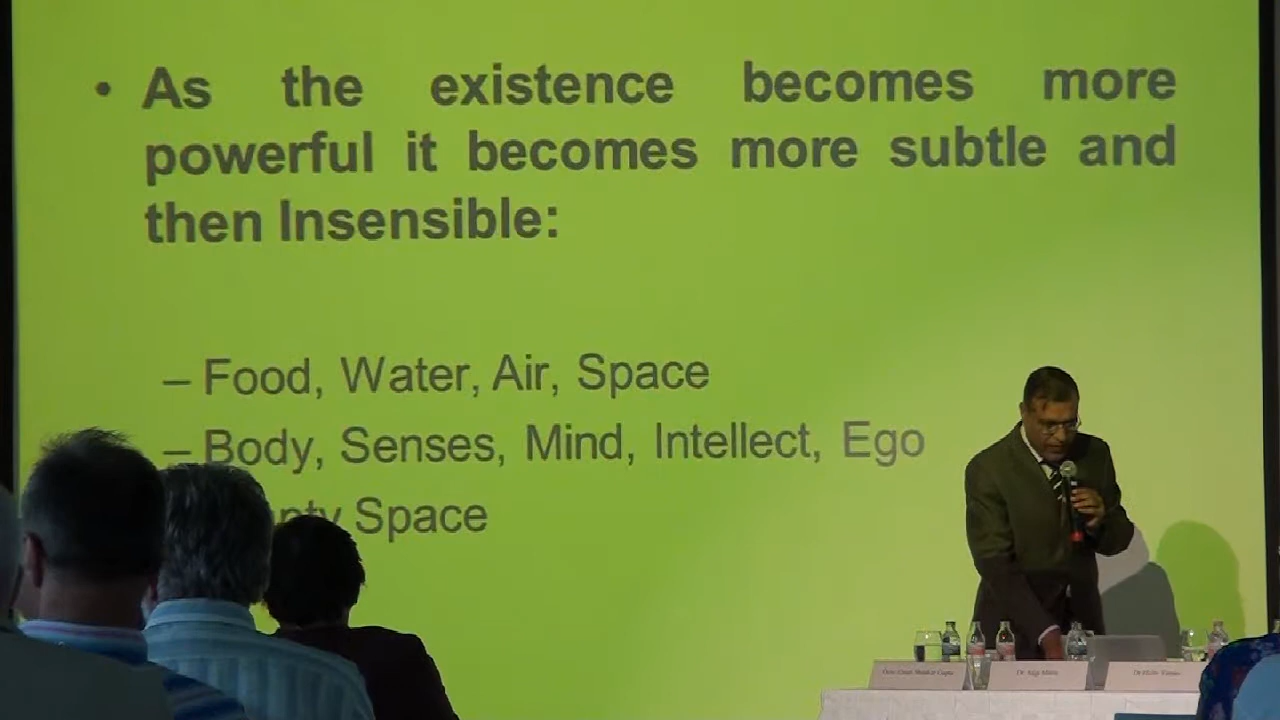 • As the existence becomes more
powerful it becomes more subtle and
then Insensible:
– Food, Water, Air, Space
– Body, Senses, Mind, Intellect, Ego
Space